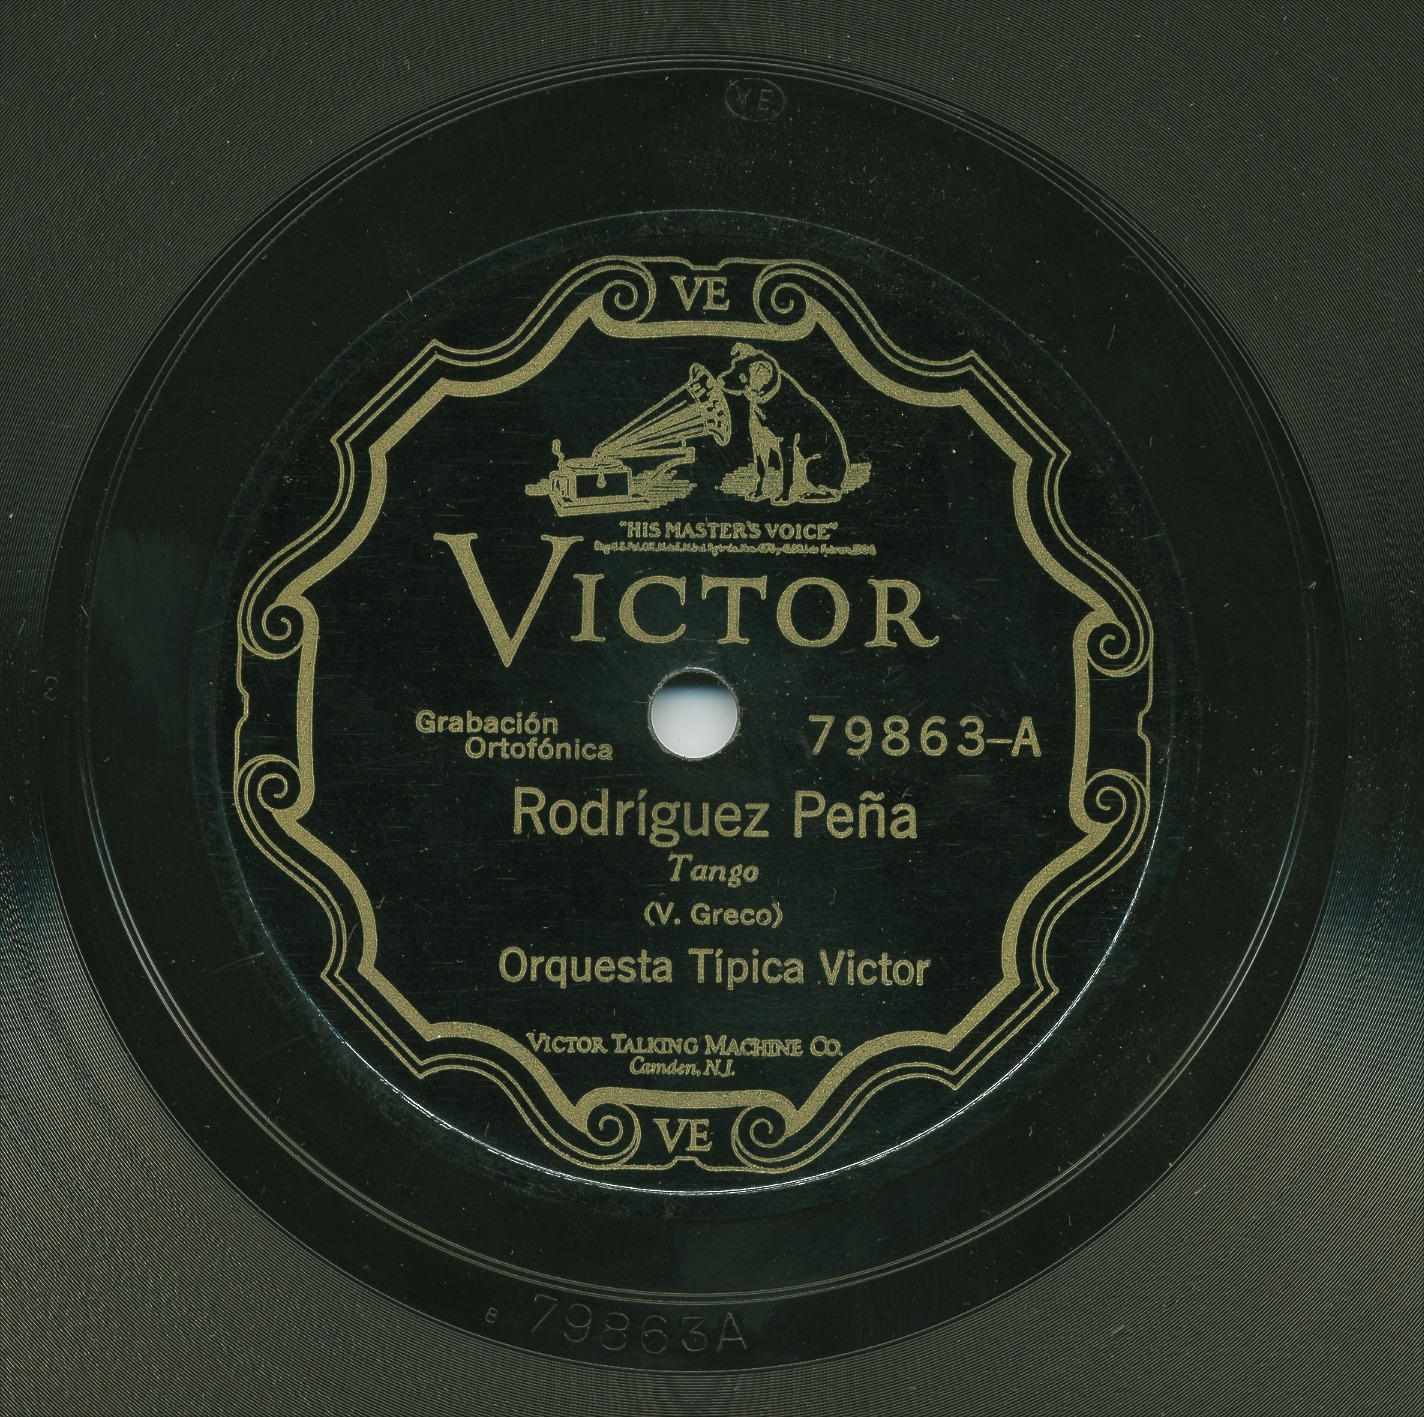 VE
VE
"HIS MASTER'S VOICE"
VICTOR
Grabación
Ortofónica
79863-A
Rodríguez Peña
Tango
(V. Greco)
Orquesta Típica Victor
VICTOR TALKING MACHINE CO.
Camden, N.J.
VE
B 79863A